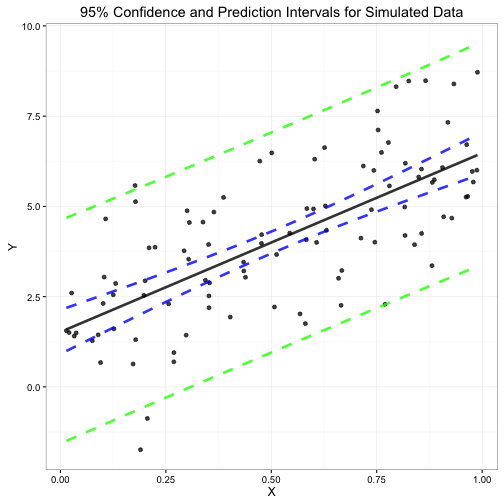 95% Confidence and Prediction Intervals for Simulated Data
10.0
7.5
5.0
2.5
0.0
Y
0.00 0.25 0.50 0.75 1.00
X